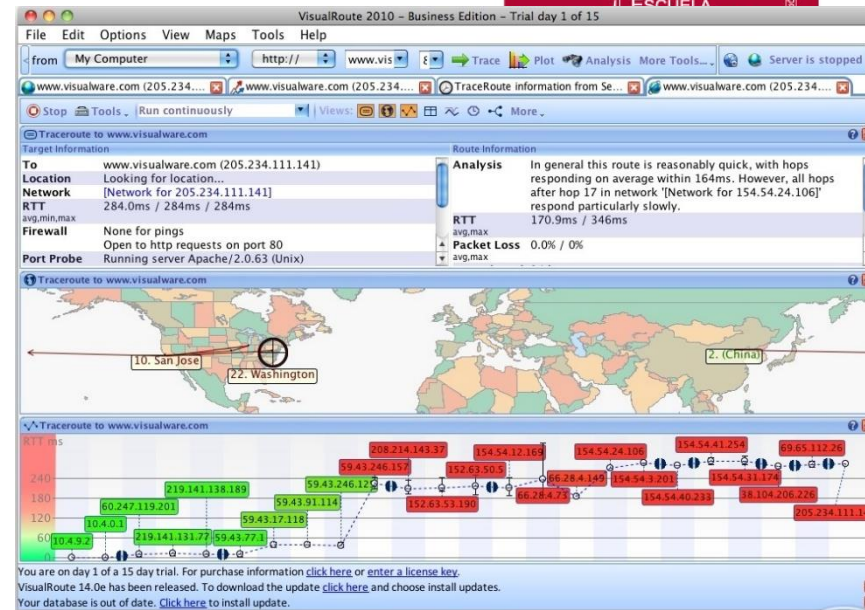 ESCUELA
VisualRoute 2010 – Business Edition – Trial day 1 of 15
File Edit Options View Maps Tools Help
from My Computer http:// www.vis Trace Plot Analysis More Tools... Server is stopped
www.visualware.com (205.234.... www.visualware.com (205.234.... TraceRoute information from Se... www.visualware.com (205.234....
Stop Tools Run continuously Views: More
Traceroute to www.visualware.com
Target Information Route Information
To www.visualware.com (205.234.111.141)
Location Looking for location...
Network [Network for 205.234.111.141]
RTT 284.0ms / 284ms / 284ms
avg,min,max
Firewall None for pings
Open to http requests on port 80
Port Probe Running server Apache/2.0.63 (Unix)
Analysis In general this route is reasonably quick, with hops
responding on average within 164ms. However, all hops
after hop 17 in network '[Network for 154.54.24.106]'
respond particularly slowly.
RTT 170.9ms / 346ms
avg,max
Packet Loss 0.0% / 0%
avg,max
Traceroute to www.visualware.com
10. San Jose
22. Washington
2. (China)
Traceroute to www.visualware.com
RTT ms
240
180
120
60
0
10.4.9.2
10.4.0.1
60.247.119.201
219.141.131.77
219.141.138.189
59.43.77.1
59.43.17.118
59.43.91.114
59.43.246.129
59.43.246.157
208.214.143.37
152.63.53.190
152.63.50.5
154.54.12.169
66.28.4.73
66.28.4.149
154.54.24.106
154.54.3.201
154.54.40.233
154.54.41.254
154.54.31.174
38.104.206.226
69.65.112.26
205.234.111.14
You are on day 1 of a 15 day trial. For purchase information click here or enter a license key.
VisualRoute 14.0e has been released. To download the update click here and choose install updates.
Your database is out of date. Click here to install update.